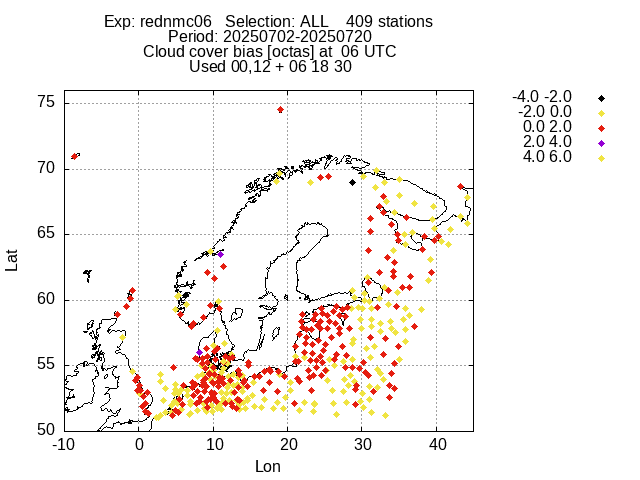 Exp: rednmc06 Selection: ALL 409 stations
Period: 20250702-20250720
Cloud cover bias [octas] at 06 UTC
Used 00,12 + 06 18 30
-4.0 -2.0
-2.0 0.0
0.0 2.0
2.0 4.0
4.0 6.0
75
70
65
60
55
50
Lat
-10 0 10 20 30 40
Lon